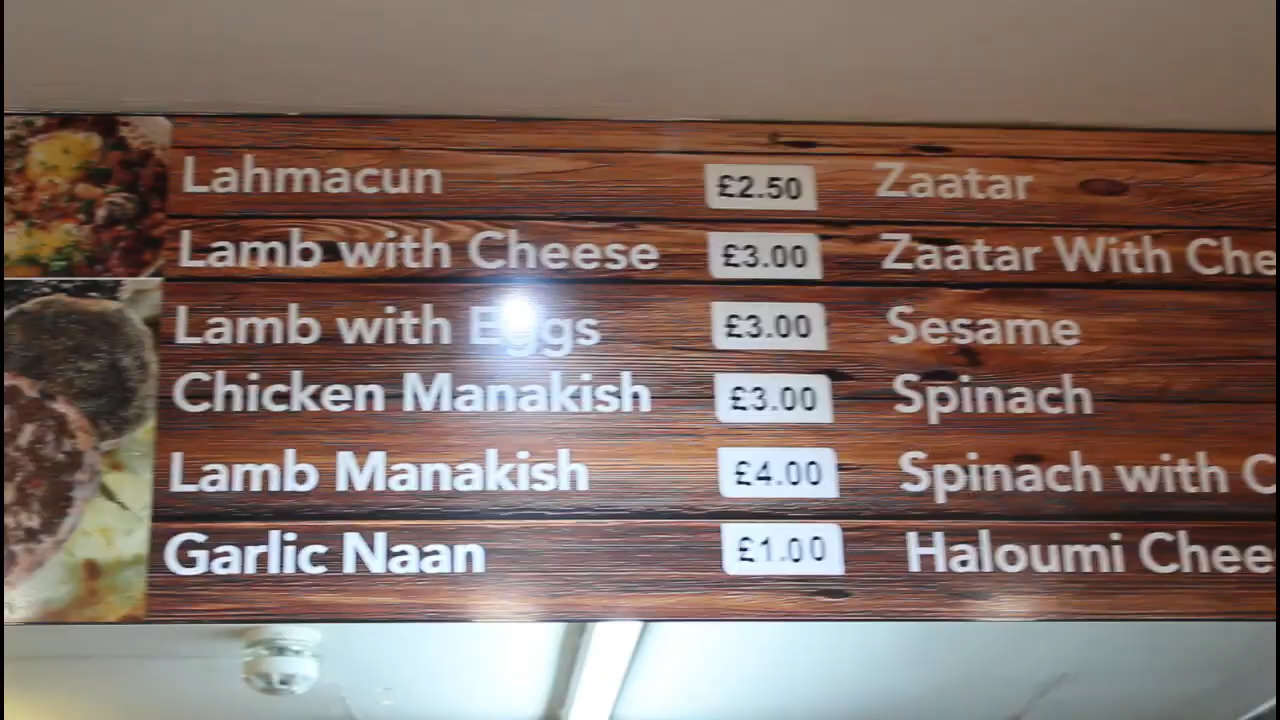 Lahmacun £2.50 Zaatar
Lamb with Cheese £3.00 Zaatar With Che
Lamb with Eggs £3.00 Sesame
Chicken Manakish £3.00 Spinach
Lamb Manakish £4.00 Spinach with C
Garlic Naan £1.00 Haloumi Chee